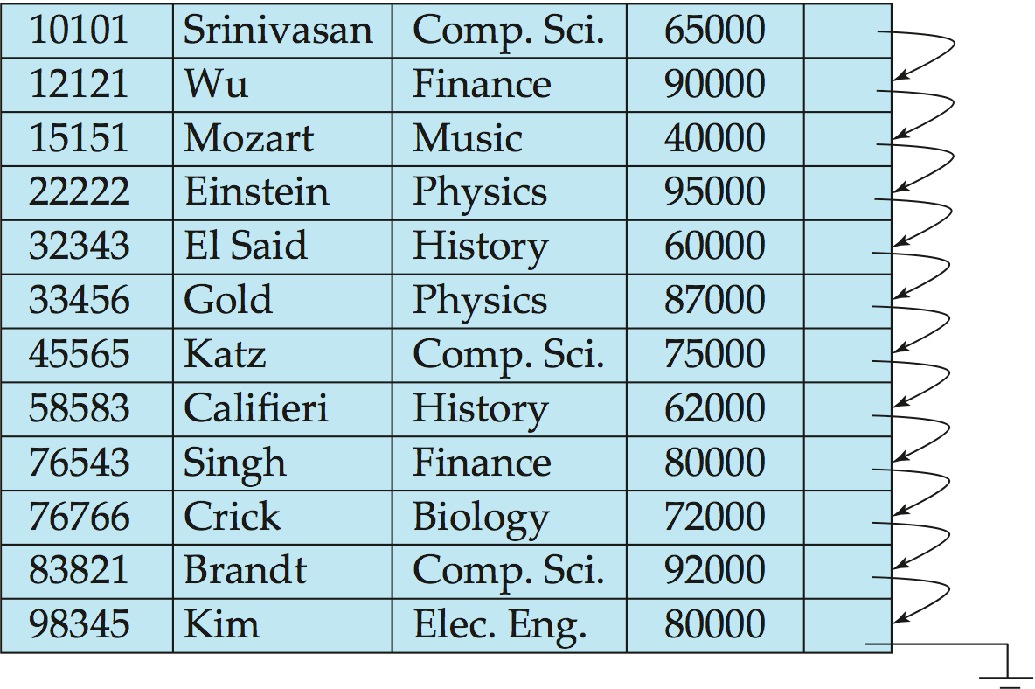 10101 Srinivasan Comp. Sci. 65000
12121 Wu Finance 90000
15151 Mozart Music 40000
22222 Einstein Physics 95000
32343 El Said History 60000
33456 Gold Physics 87000
45565 Katz Comp. Sci. 75000
58583 Califieri History 62000
76543 Singh Finance 80000
76766 Crick Biology 72000
83821 Brandt Comp. Sci. 92000
98345 Kim Elec. Eng. 80000